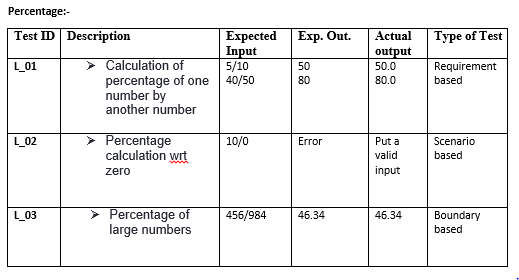 Percentage:-
Test ID Description Expected Input Exp. Out. Actual output Type of Test
L_01 ➢ Calculation of percentage of one number by another number 5/10 40/50 50 80 50.0 80.0 Requirement based
L_02 ➢ Percentage calculation wrt zero 10/0 Error Put a valid input Scenario based
L_03 ➢ Percentage of large numbers 456/984 46.34 46.34 Boundary based